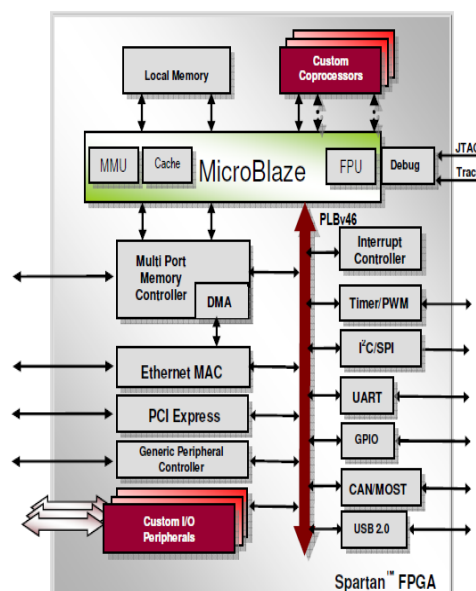 Local Memory
Custom
Coprocessors
MMU
Cache
MicroBlaze
FPU
Debug
JTAG
Trac
PLBv46
Multi Port
Memory
Controller
DMA
Interrupt
Controller
Timer/PWM
I²C/SPI
Ethernet MAC
PCI Express
UART
Generic Peripheral
Controller
GPIO
Custom I/O
Peripherals
CAN/MOST
USB 2.0
Spartan™ FPGA